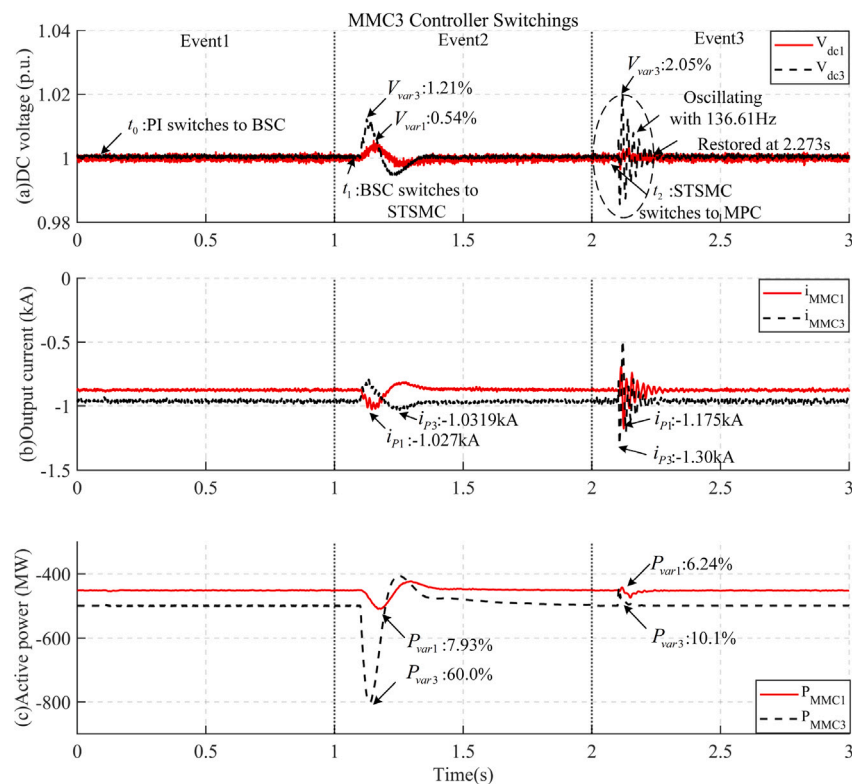 MMC3 Controller Switchings
(a)DC voltage (p.u.)
1.04
1.02
1
0.98
Event1
Event2
Event3
V_dc1
V_dc3
t_0 :PI switches to BSC
V_var3:1.21%
V_var1:0.54%
t_1 :BSC switches to
STSMC
V_var3:2.05%
Oscillating
with 136.61Hz
Restored at 2.273s
t_2 :STSMC
switches to MPC
0
0.5
1
1.5
2
2.5
3
(b)Output current (kA)
0
-0.5
-1
-1.5
i_MMC1
i_MMC3
i_P3:-1.0319kA
i_P1:-1.027kA
i_P1:-1.175kA
i_P3:-1.30kA
0
0.5
1
1.5
2
2.5
3
(c)Active power (MW)
-400
-600
-800
P_var1:7.93%
P_var3:60.0%
P_var1:6.24%
P_var3:10.1%
P_MMC1
P_MMC3
0
0.5
1
1.5
2
2.5
3
Time(s)